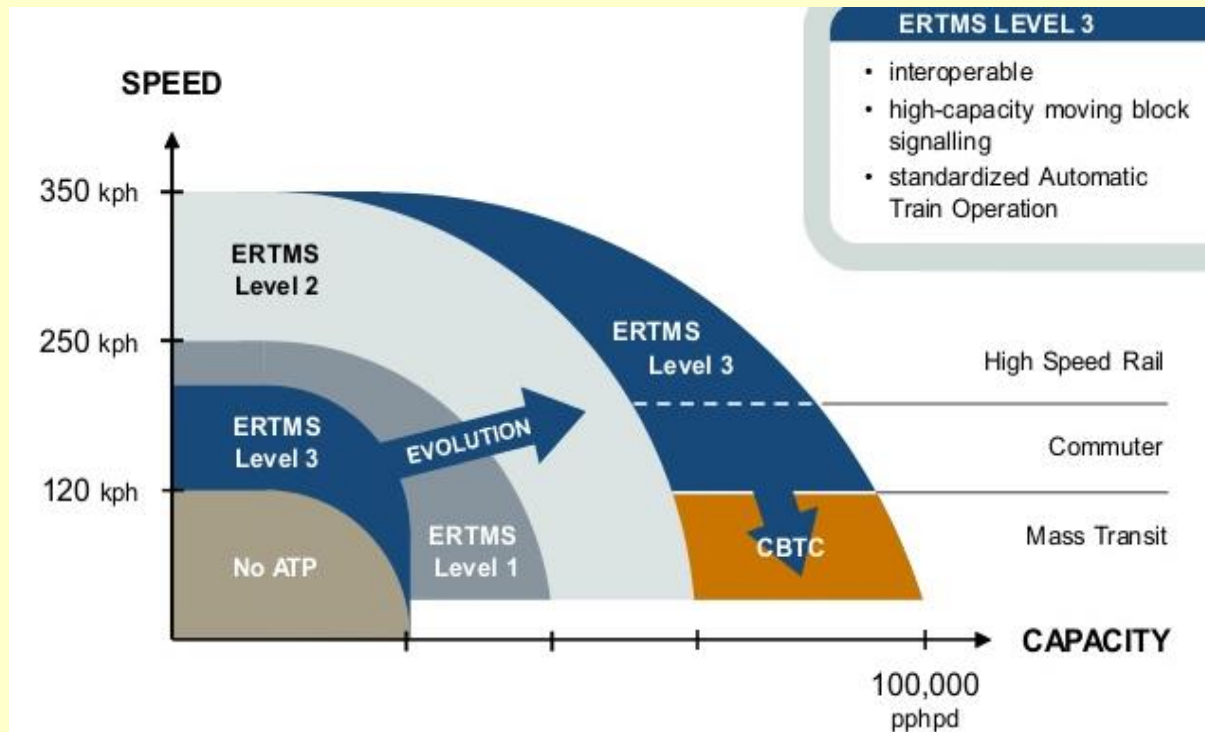 ERTMS LEVEL 3
• interoperable
• high-capacity moving block
signalling
• standardized Automatic
Train Operation
SPEED
350 kph
250 kph
120 kph
ERTMS
Level 2
ERTMS
Level 3
ERTMS
Level 3
EVOLUTION
ERTMS
Level 1
No ATP
CBTC
High Speed Rail
Commuter
Mass Transit
CAPACITY
100,000
pphpd